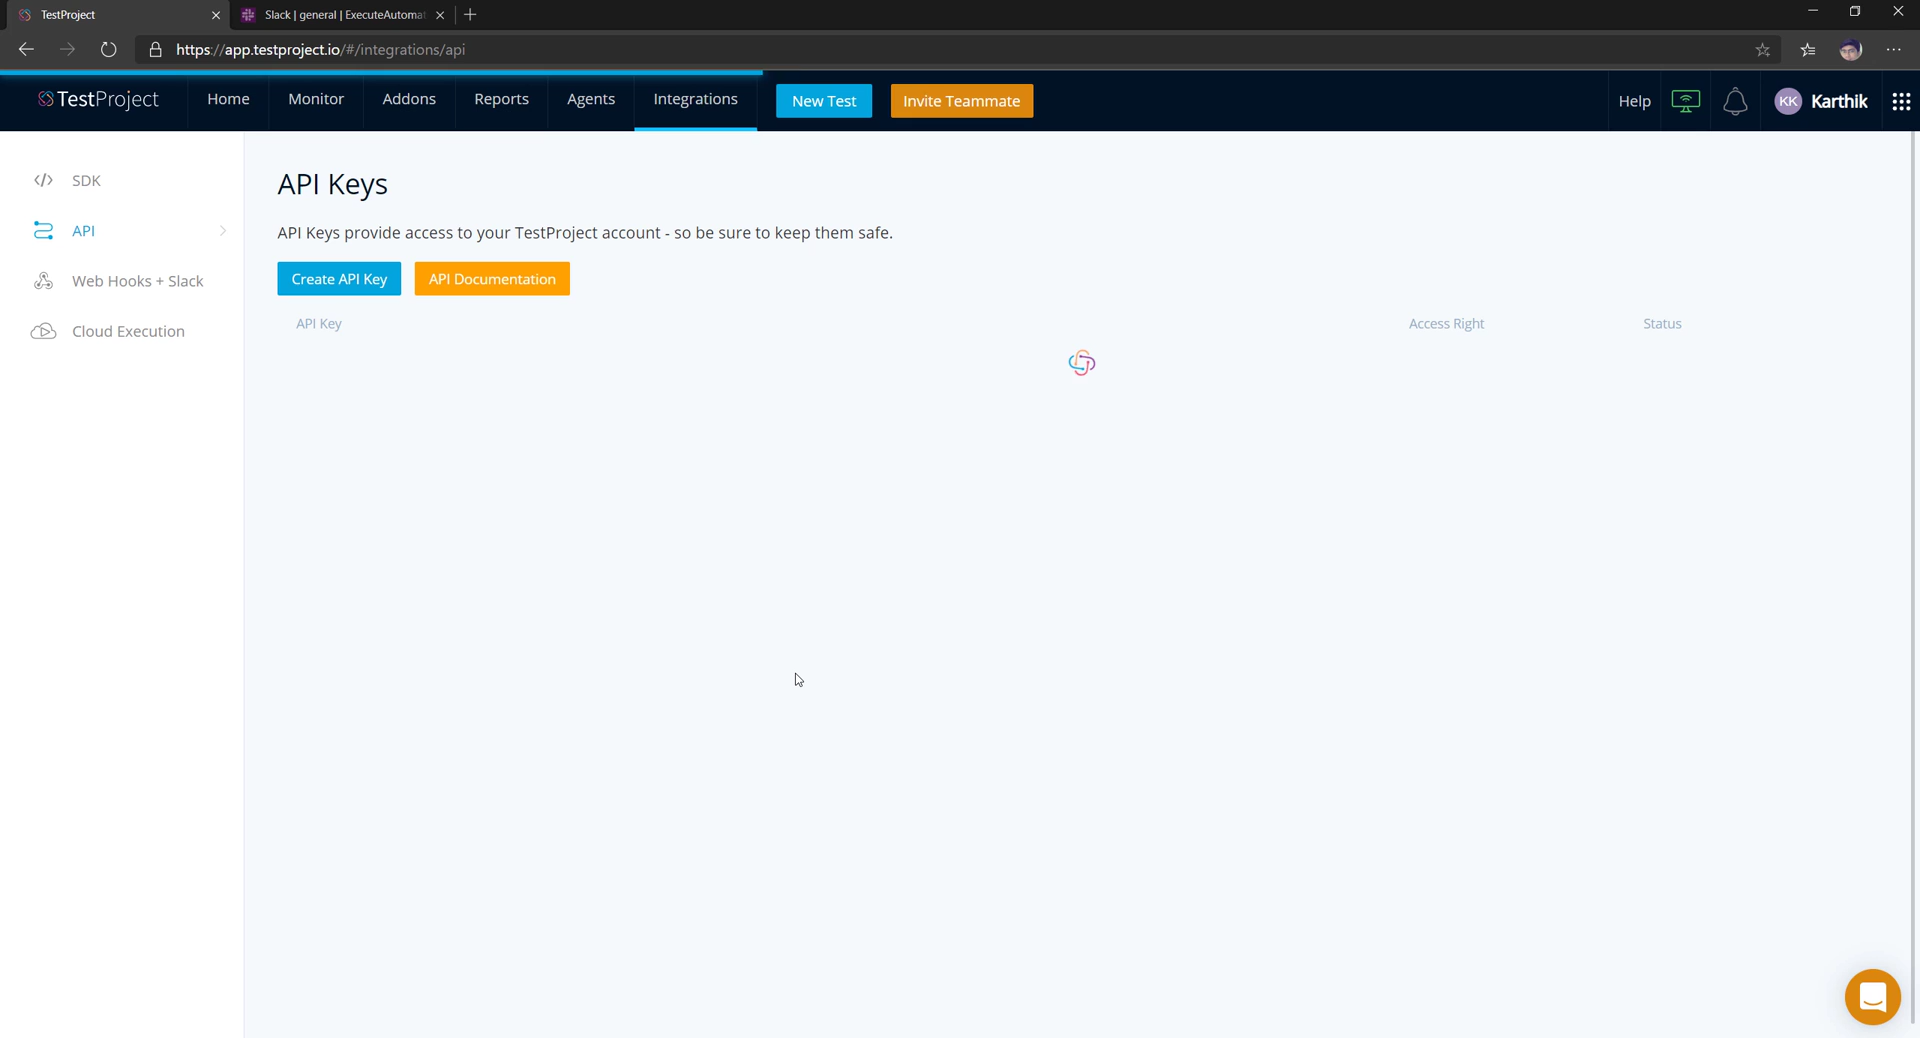 TestProject
Slack | general | ExecuteAutomat
https://app.testproject.io/#/integrations/api
TestProject
Home
Monitor
Addons
Reports
Agents
Integrations
New Test
Invite Teammate
Help
KK
Karthik
SDK
API
Web Hooks + Slack
Cloud Execution
API Keys
API Keys provide access to your TestProject account - so be sure to keep them safe.
Create API Key
API Documentation
API Key
Access Right
Status